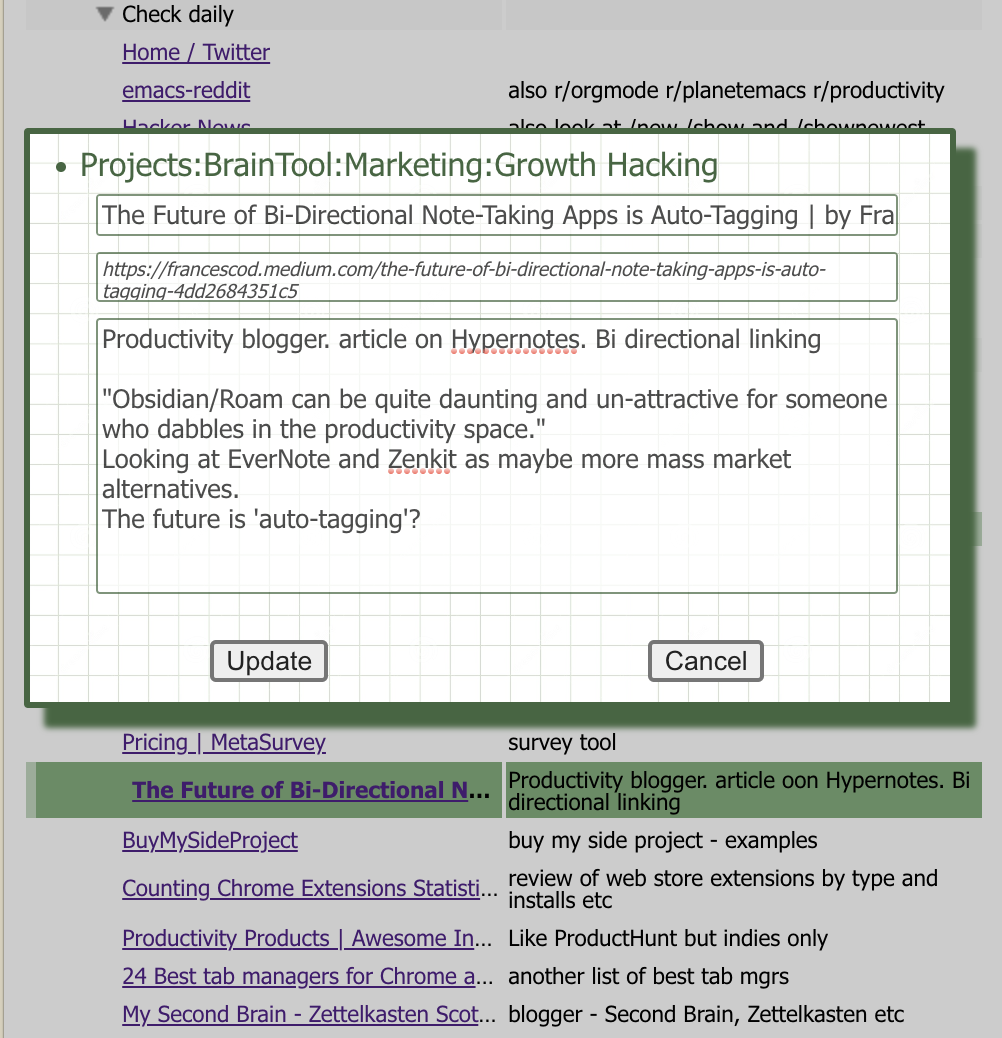 Check daily
Home / Twitter
emacs-reddit also r/orgmode r/planetemacs r/productivity
Hacker News also look at /new /show and /shownewest
• Projects:BrainTool:Marketing:Growth Hacking
The Future of Bi-Directional Note-Taking Apps is Auto-Tagging | by Fra
https://francescod.medium.com/the-future-of-bi-directional-note-taking-apps-is-auto-
tagging-4dd2684351c5
Productivity blogger. article on Hypernotes. Bi directional linking
"Obsidian/Roam can be quite daunting and un-attractive for someone
who dabbles in the productivity space."
Looking at EverNote and Zenkit as maybe more mass market
alternatives.
The future is 'auto-tagging'?
Update Cancel
Pricing | MetaSurvey survey tool
The Future of Bi-Directional N... Productivity blogger. article oon Hypernotes. Bi
directional linking
BuyMySideProject buy my side project - examples
Counting Chrome Extensions Statisti... review of web store extensions by type and
installs etc
Productivity Products | Awesome In... Like ProductHunt but indies only
24 Best tab managers for Chrome a... another list of best tab mgrs
My Second Brain - Zettelkasten Scot... blogger - Second Brain, Zettelkasten etc